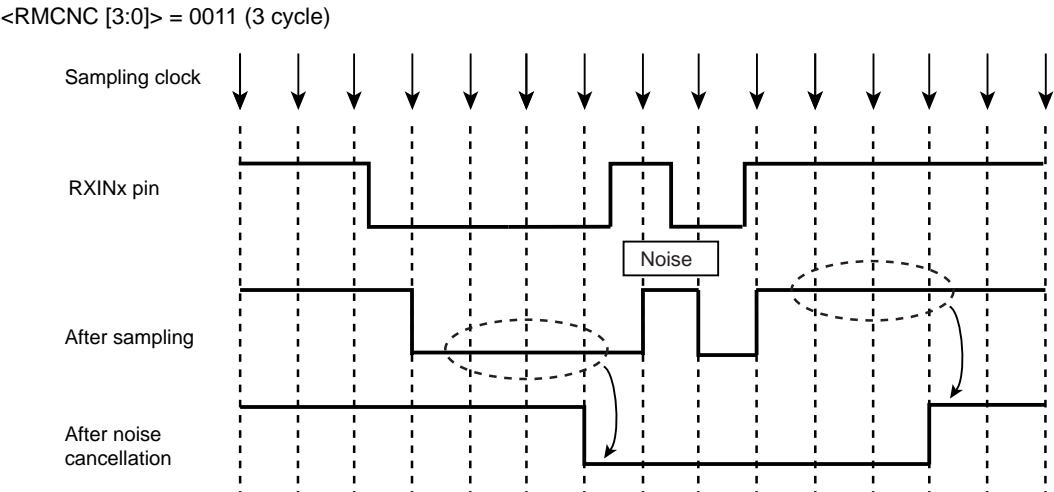 <RMCNC [3:0]> = 0011 (3 cycle)
Sampling clock
RXINx pin
Noise
After sampling
After noise
cancellation